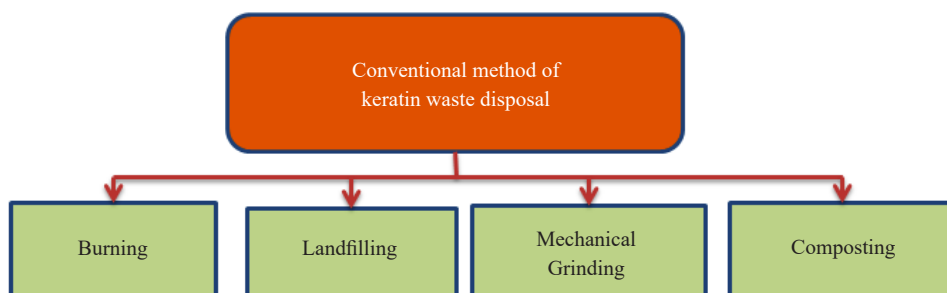 Conventional method of
keratin waste disposal
Burning
Landfilling
Mechanical
Grinding
Composting